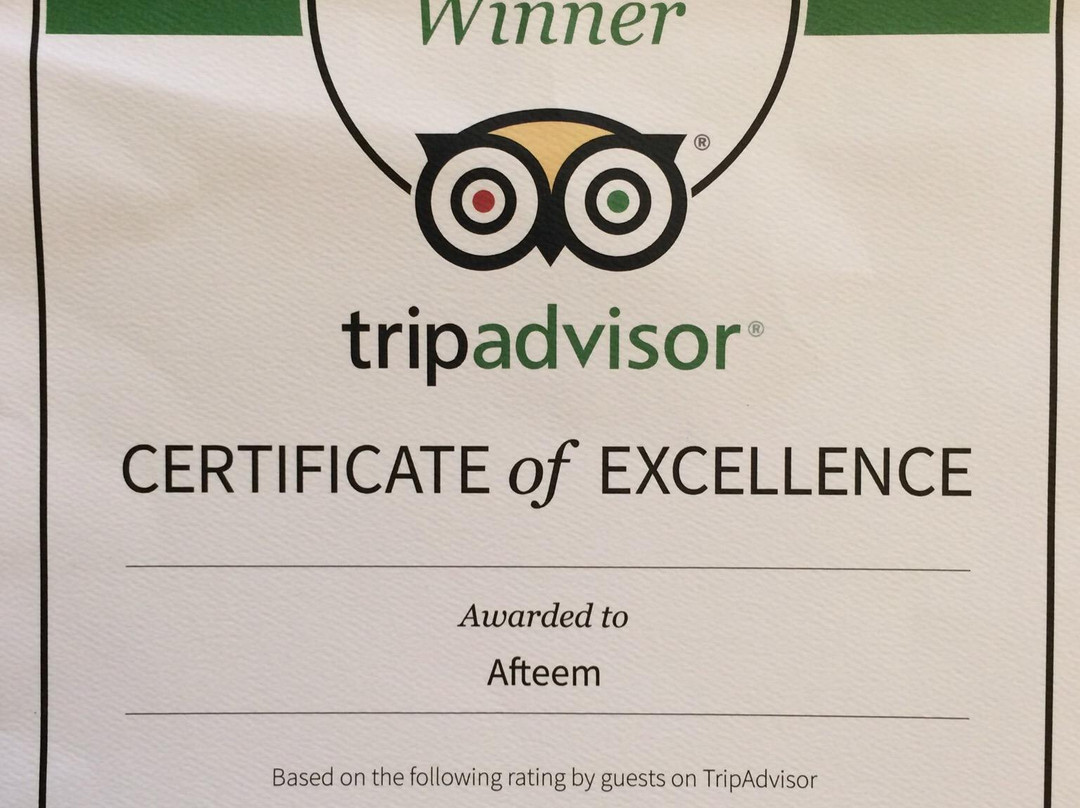 Winner
®
tripadvisor®
CERTIFICATE of EXCELLENCE
Awarded to
Afteem
Based on the following rating by guests on TripAdvisor